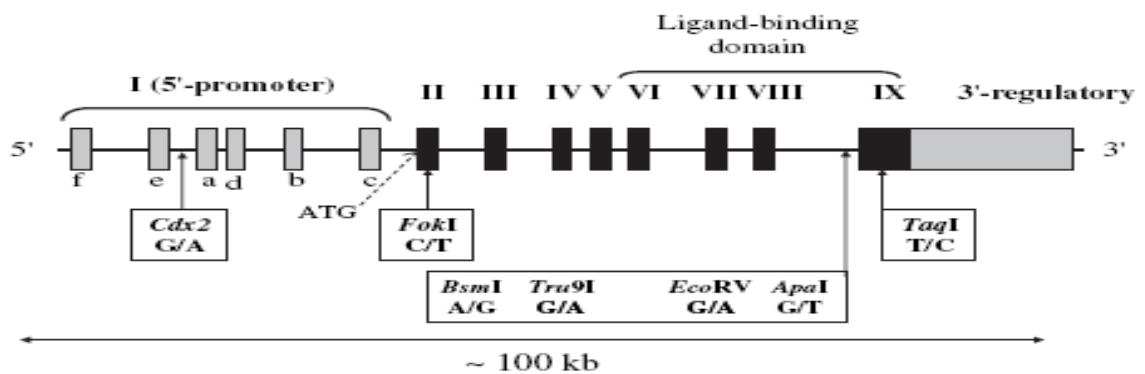 Ligand-binding
domain
I (5'-promoter)
II III IV V VI VII VIII IX 3'-regulatory
5' 3'
f e a d b c
ATG
Cdx2
G/A
FokI
C/T
TaqI
T/C
BsmI Tru9I EcoRV ApaI
A/G G/A G/A G/T
~ 100 kb